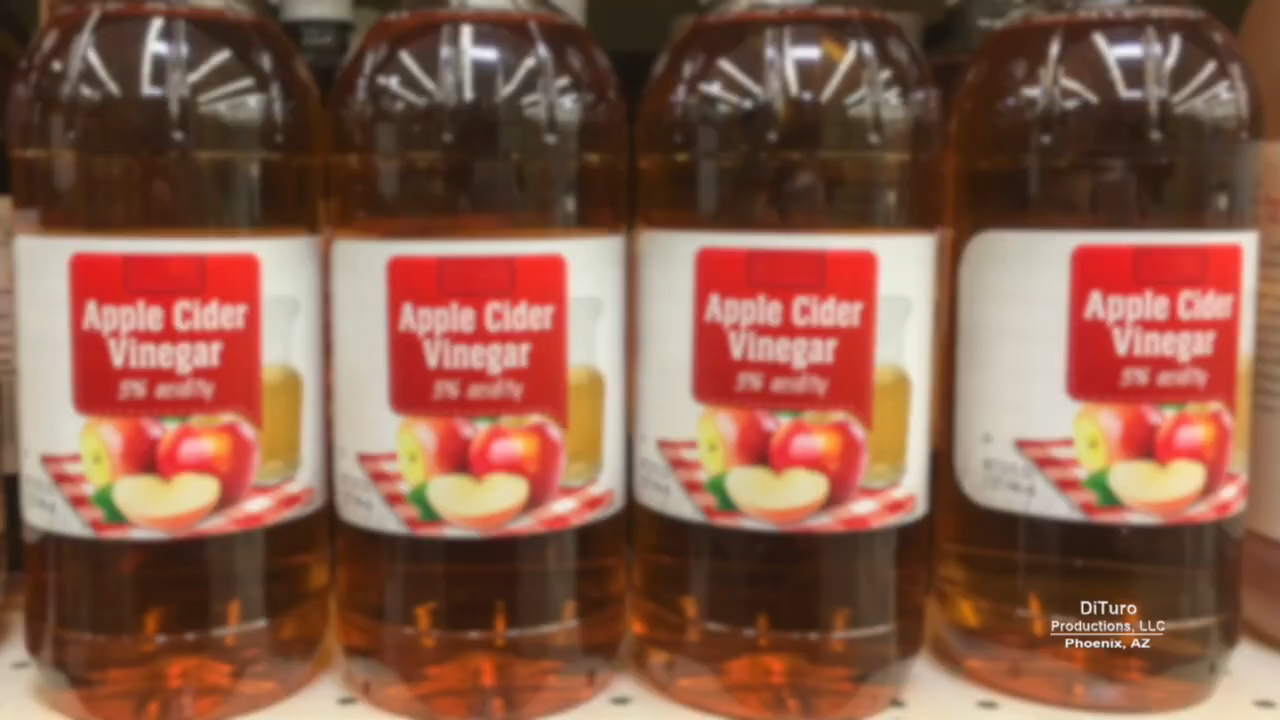 Apple Cider
Vinegar
5% acidity
Apple Cider
Vinegar
5% acidity
Apple Cider
Vinegar
5% acidity
Apple Cider
Vinegar
5% acidity
DiTuro
Productions, LLC
Phoenix, AZ